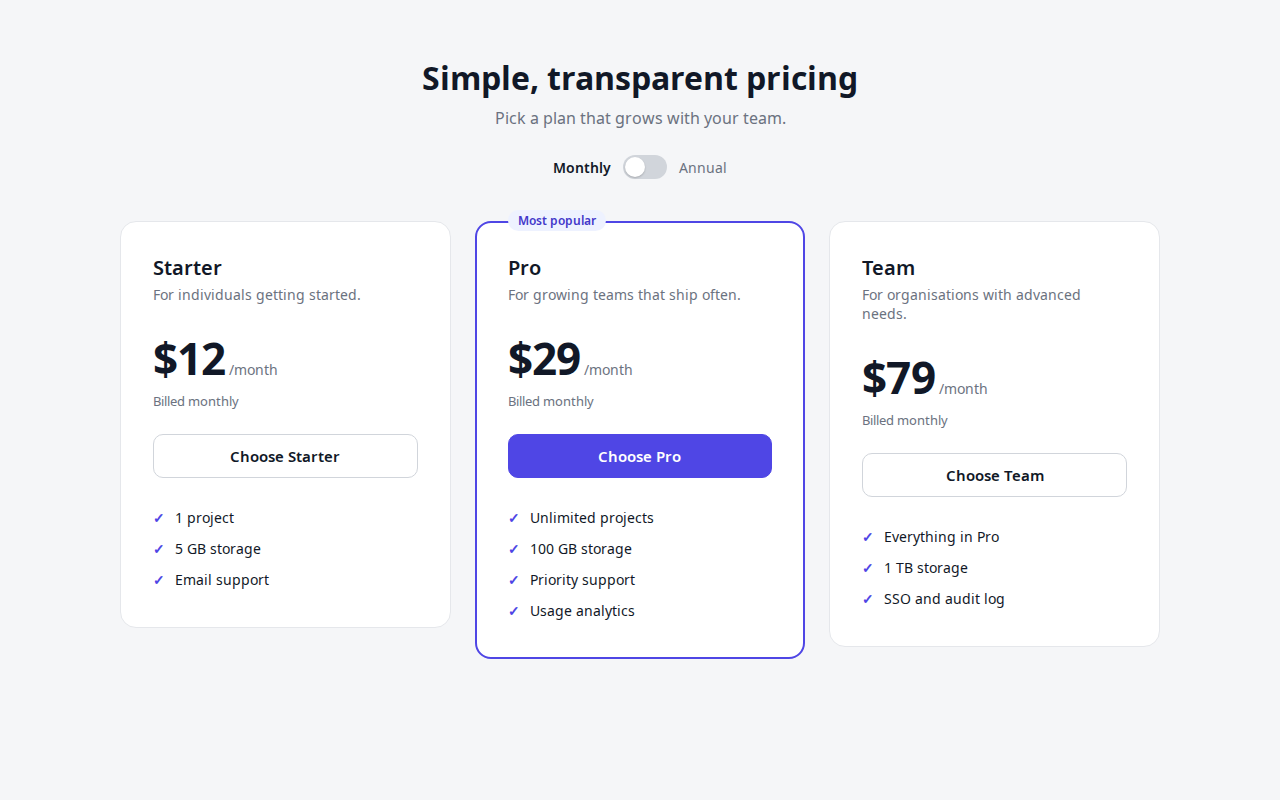 Simple, transparent pricing
Pick a plan that grows with your team.
Monthly Annual
Starter
For individuals getting started.
$12 /month
Billed monthly
Choose Starter
✓ 1 project
✓ 5 GB storage
✓ Email support
Most popular
Pro
For growing teams that ship often.
$29 /month
Billed monthly
Choose Pro
✓ Unlimited projects
✓ 100 GB storage
✓ Priority support
✓ Usage analytics
Team
For organisations with advanced
needs.
$79 /month
Billed monthly
Choose Team
✓ Everything in Pro
✓ 1 TB storage
✓ SSO and audit log